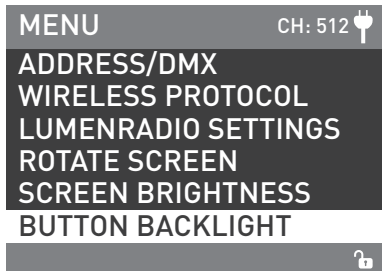 MENU CH: 512
ADDRESS/DMX
WIRELESS PROTOCOL
LUMENRADIO SETTINGS
ROTATE SCREEN
SCREEN BRIGHTNESS
BUTTON BACKLIGHT